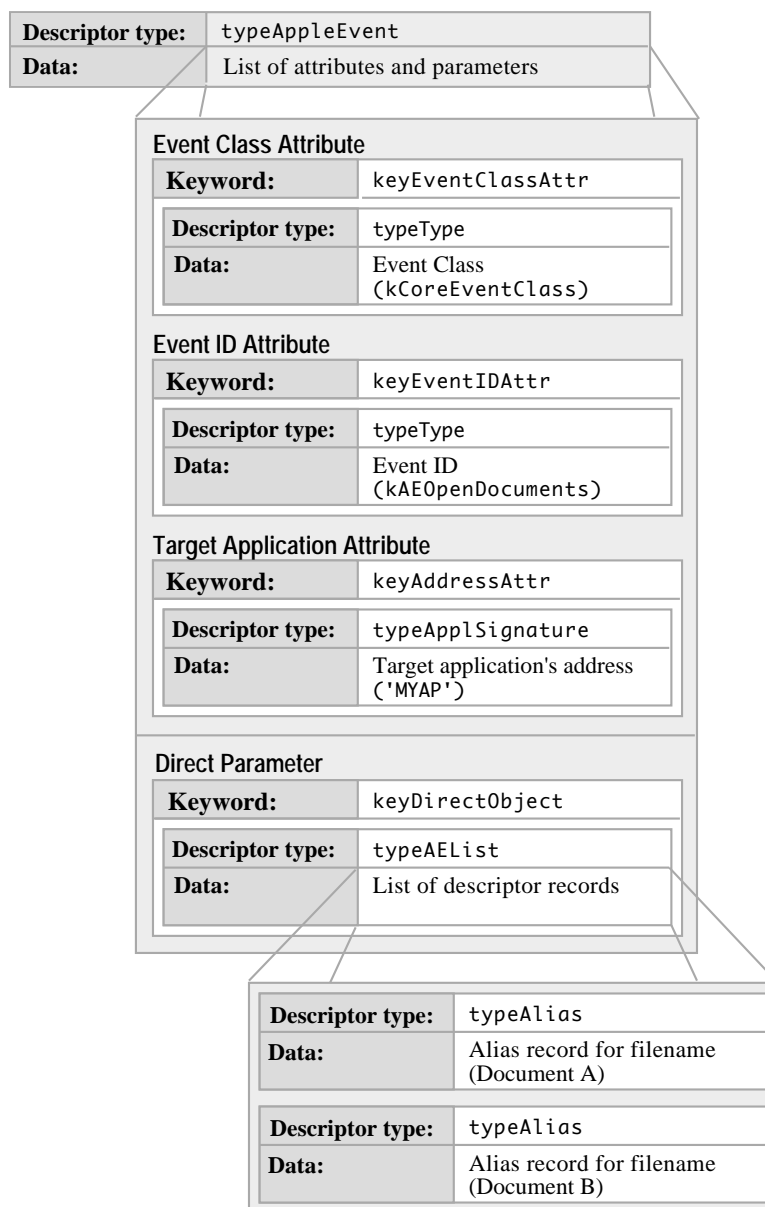 Descriptor type: typeAppleEvent
Data: List of attributes and parameters
Event Class Attribute
Keyword: keyEventClassAttr
Descriptor type: typeType
Data: Event Class
(kCoreEventClass)
Event ID Attribute
Keyword: keyEventIDAttr
Descriptor type: typeType
Data: Event ID
(kAEOpenDocuments)
Target Application Attribute
Keyword: keyAddressAttr
Descriptor type: typeApplSignature
Data: Target application's address
('MYAP')
Direct Parameter
Keyword: keyDirectObject
Descriptor type: typeAEList
Data: List of descriptor records
Descriptor type: typeAlias
Data: Alias record for filename
(Document A)
Descriptor type: typeAlias
Data: Alias record for filename
(Document B)